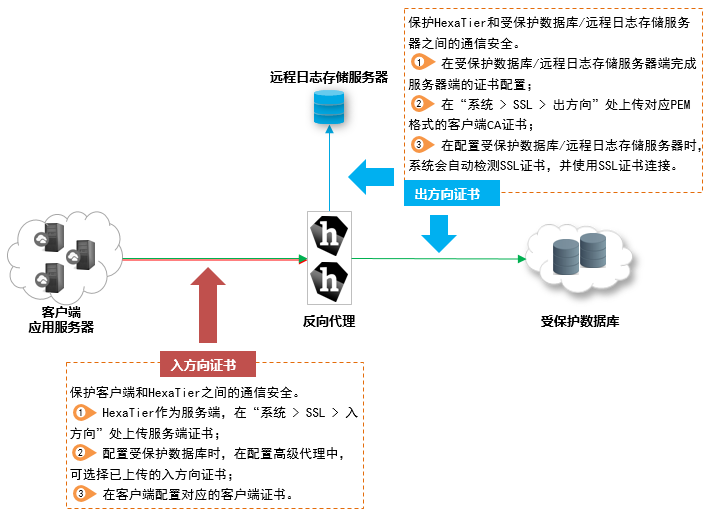 保护HexaTier和受保护数据库/远程日志存储服务
器之间的通信安全。
1 在受保护数据库/远程日志存储服务器端完成
服务器端的证书配置；
2 在“系统 > SSL > 出方向”处上传对应PEM
格式的客户端CA证书；
3 在配置受保护数据库/远程日志存储服务器时，
系统会自动检测SSL证书，并使用SSL证书连接。
远程日志存储服务器
出方向证书
h
h
客户端
应用服务器
反向代理
受保护数据库
入方向证书
保护客户端和HexaTier之间的通信安全。
1 HexaTier作为服务端，在“系统 > SSL > 入
方向”处上传服务端证书；
2 配置受保护数据库时，在配置高级代理中，
可选择已上传的入方向证书；
3 在客户端配置对应的客户端证书。